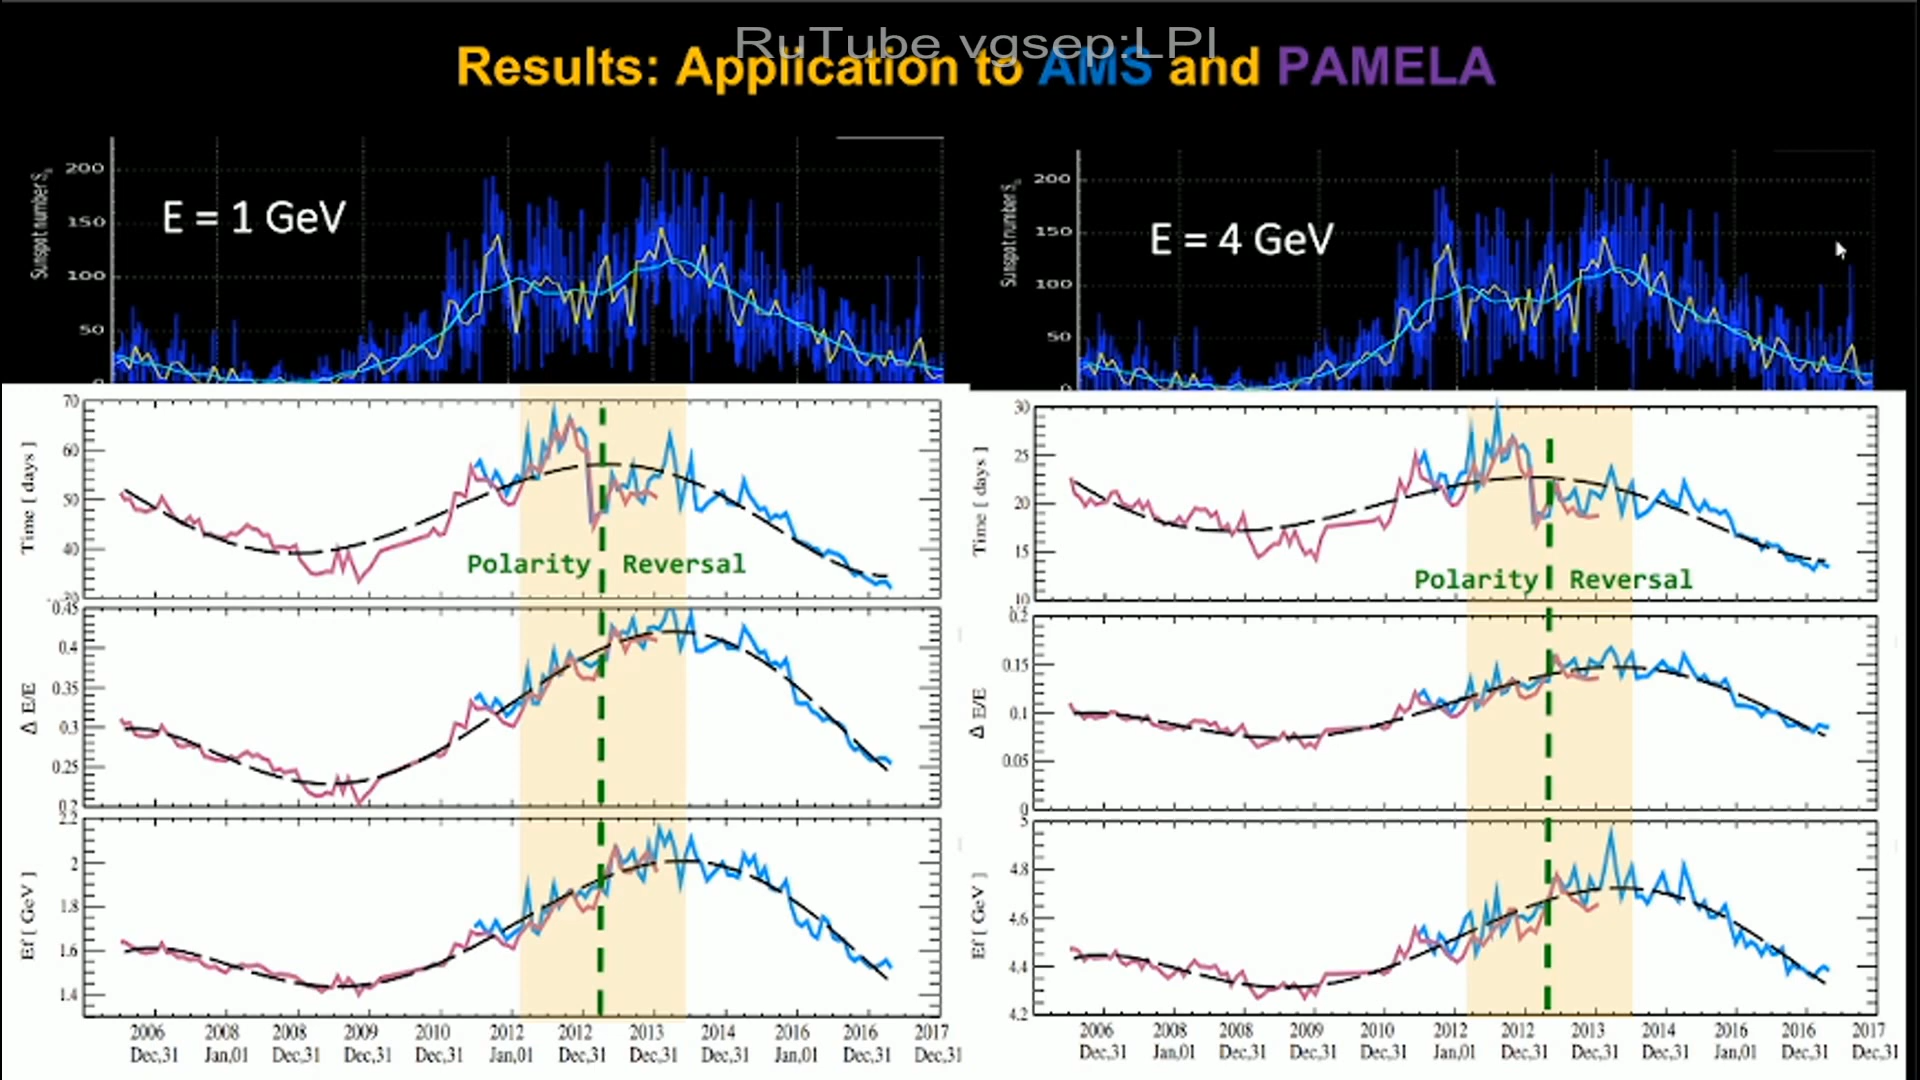 RuTube vgsep:LPI
Results: Application to AMS and PAMELA
Sunspot number Sn
200
150
100
50
0
E = 1 GeV
Sunspot number Sn
200
150
100
50
0
E = 4 GeV
Time [ days ]
70
60
50
40
30
Polarity Reversal
Δ E/E
0.45
0.4
0.35
0.3
0.25
0.2
Ef [ GeV ]
2.2
2
1.8
1.6
1.4
2006 2008 2008 2009 2010 2012 2012 2013 2014 2016 2016 2017
Dec,31 Jan,01 Dec,31 Dec,31 Dec,31 Jan,01 Dec,31 Dec,31 Dec,31 Jan,01 Dec,31 Dec,31
Time [ days ]
30
25
20
15
10
Polarity Reversal
Δ E/E
0.2
0.15
0.1
0.05
0
Ef [ GeV ]
5
4.8
4.6
4.4
4.2
2006 2008 2008 2009 2010 2012 2012 2013 2014 2016 2016 2017
Dec,31 Jan,01 Dec,31 Dec,31 Dec,31 Jan,01 Dec,31 Dec,31 Dec,31 Jan,01 Dec,31 Dec,31